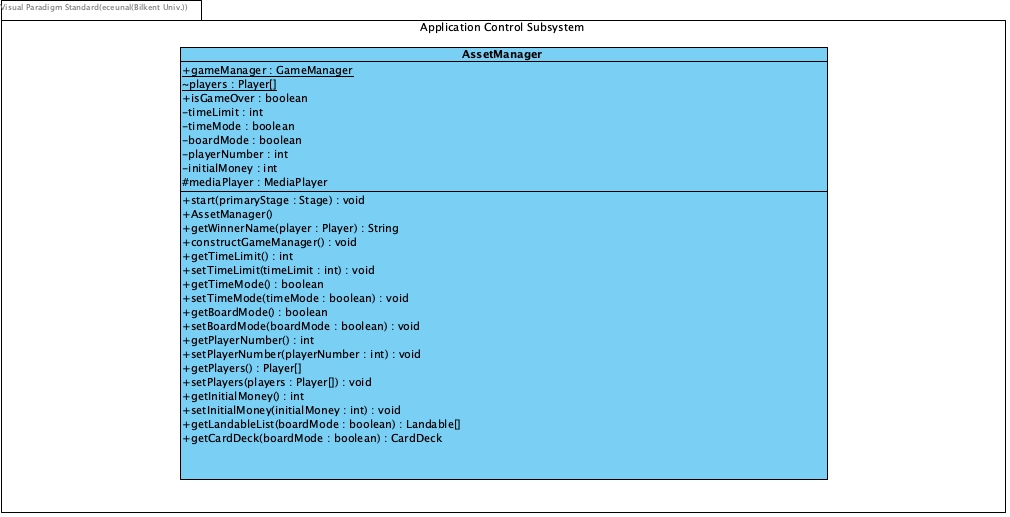 Visual Paradigm Standard(eceunal(Bilkent Univ.))
Application Control Subsystem
AssetManager
+gameManager : GameManager
~players : Player[]
+isGameOver : boolean
-timeLimit : int
-timeMode : boolean
-boardMode : boolean
-playerNumber : int
-initialMoney : int
#mediaPlayer : MediaPlayer
+start(primaryStage : Stage) : void
+AssetManager()
+getWinnerName(player : Player) : String
+constructGameManager() : void
+getTimeLimit() : int
+setTimeLimit(timeLimit : int) : void
+getTimeMode() : boolean
+setTimeMode(timeMode : boolean) : void
+getBoardMode() : boolean
+setBoardMode(boardMode : boolean) : void
+getPlayerNumber() : int
+setPlayerNumber(playerNumber : int) : void
+getPlayers() : Player[]
+setPlayers(players : Player[]) : void
+getInitialMoney() : int
+setInitialMoney(initialMoney : int) : void
+getLandableList(boardMode : boolean) : Landable[]
+getCardDeck(boardMode : boolean) : CardDeck